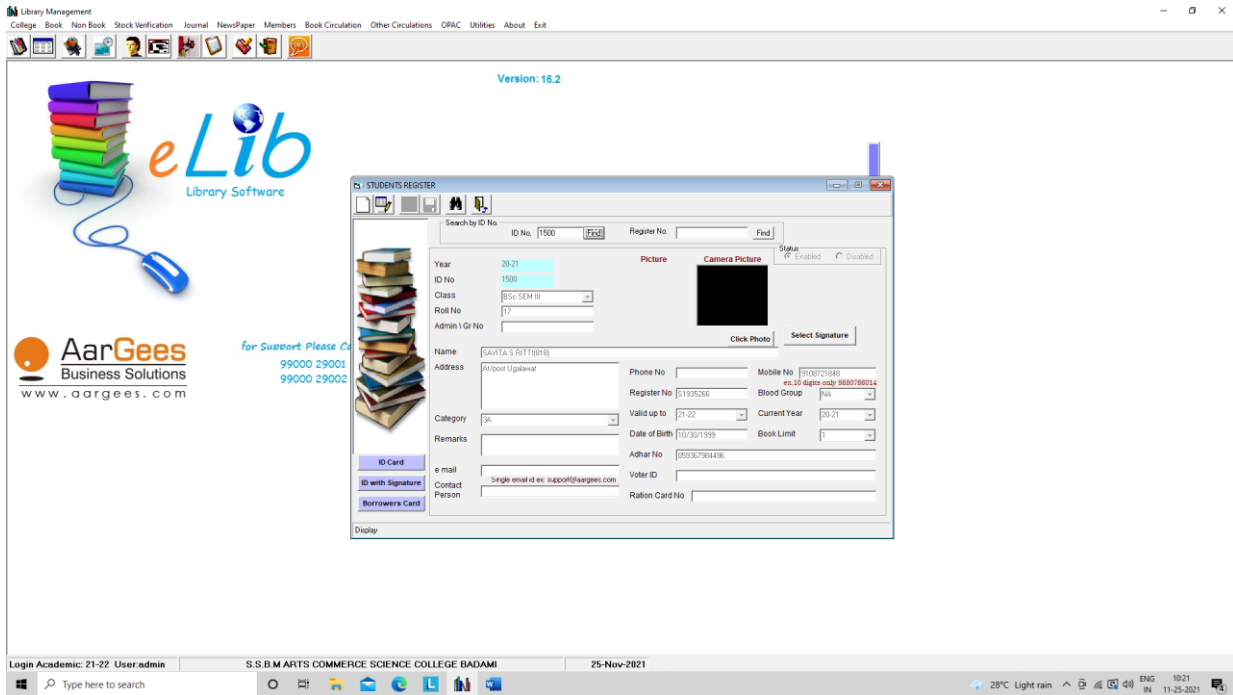 Library Management
College Book Non Book Stock Verification Journal NewsPaper Members Book Circulation Other Circulations OPAC Utilities About Exit
Version: 16.2
eLib
Library Software
AarGees
Business Solutions
www.aargees.com
for Support Please Ca
99000 29001
99000 29002
STUDENTS REGISTER
Search by ID No.
ID No. 1500 Find Register No. Find
Status
Enabled Disabled
Picture Camera Picture
Year 20-21
ID No 1500
Class BSc SEM III
Roll No 17
Admin \ Gr No
Click Photo Select Signature
Name SAVITA.S.RITTI(818)
Address At/post Ugalawat
Phone No Mobile No 9108721848
ex.10 digits only 9880766014
Register No S1935266 Blood Group NA
Valid up to 21-22 Current Year 20-21
Category 3A
Date of Birth 10/30/1999 Book Limit 1
Remarks
Adhar No 859367984496
e mail
Single email id ex: support@aargees.com
Voter ID
Contact Person
Ration Card No
ID Card
ID with Signature
Borrowers Card
Display
Login Academic: 21-22 User:admin S.S.B.M ARTS COMMERCE SCIENCE COLLEGE BADAMI 25-Nov-2021
Type here to search
28°C Light rain ENG IN 10:21 11-25-2021